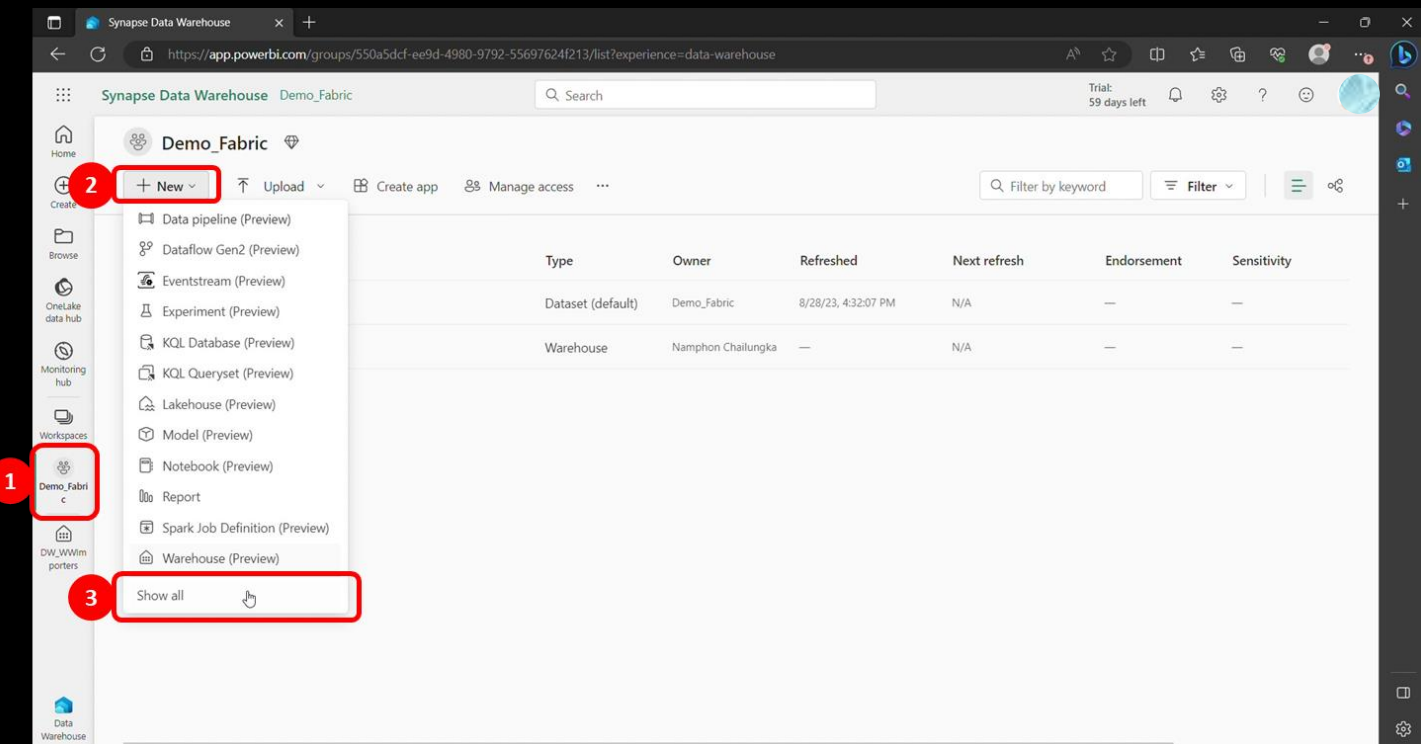 Synapse Data Warehouse
https://app.powerbi.com/groups/550a5dcf-ee9d-4980-9792-55697624f213/list?experience=data-warehouse
Synapse Data Warehouse Demo_Fabric
Search
Trial:
59 days left
Home
Create
Browse
OneLake
data hub
Monitoring
hub
Workspaces
1
Demo_Fabri
c
DW_WWIm
porters
Data
Warehouse
Demo_Fabric
2
New
Upload
Create app
Manage access
Filter by keyword
Filter
Data pipeline (Preview)
Dataflow Gen2 (Preview)
Eventstream (Preview)
Experiment (Preview)
KQL Database (Preview)
KQL Queryset (Preview)
Lakehouse (Preview)
Model (Preview)
Notebook (Preview)
Report
Spark Job Definition (Preview)
Warehouse (Preview)
3
Show all
Type Owner Refreshed Next refresh Endorsement Sensitivity
Dataset (default) Demo_Fabric 8/28/23, 4:32:07 PM N/A — —
Warehouse Namphon Chailungka — N/A — —